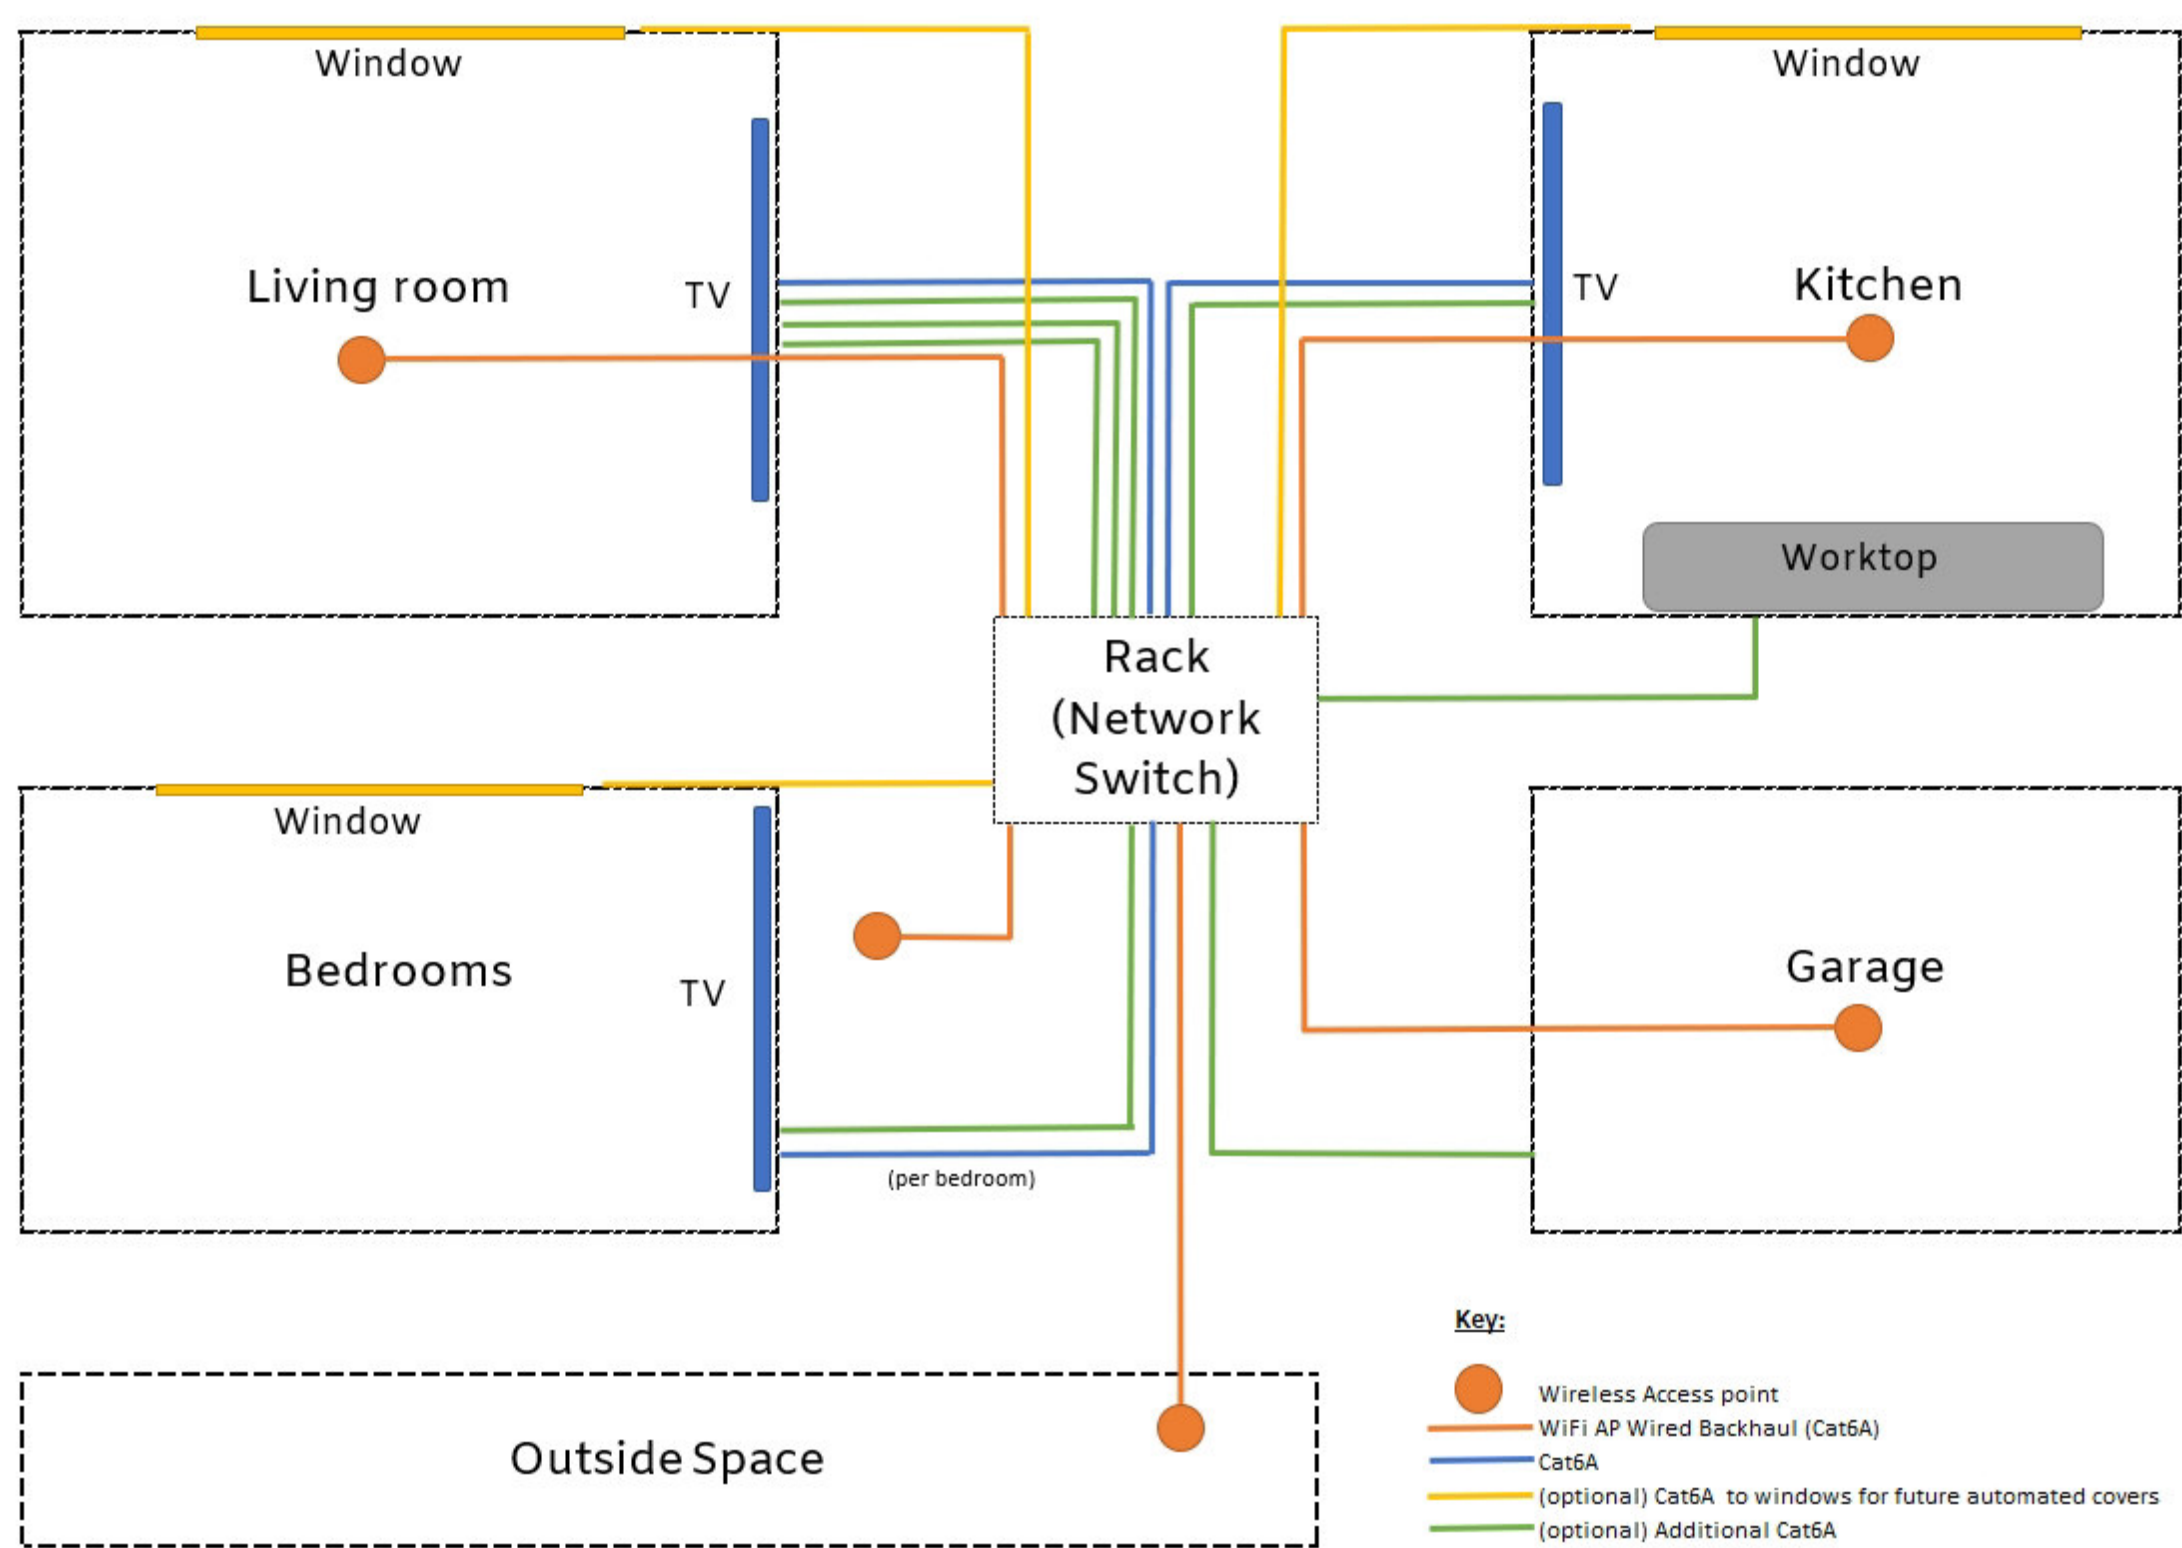 Window
Window
Living room
TV
TV
Kitchen
Worktop
Rack
(Network
Switch)
Window
Bedrooms
TV
Garage
(per bedroom)
Outside Space
Key:
Wireless Access point
WiFi AP Wired Backhaul (Cat6A)
Cat6A
(optional) Cat6A to windows for future automated covers
(optional) Additional Cat6A